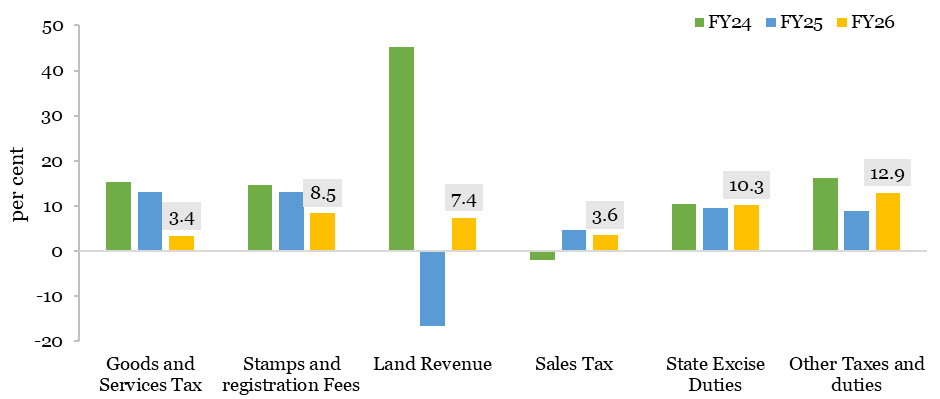 FY24 FY25 FY26
per cent
50
40
30
20
10
0
-10
-20
3.4
8.5
7.4
3.6
10.3
12.9
Goods and
Services Tax
Stamps and
registration Fees
Land Revenue
Sales Tax
State Excise
Duties
Other Taxes and
duties